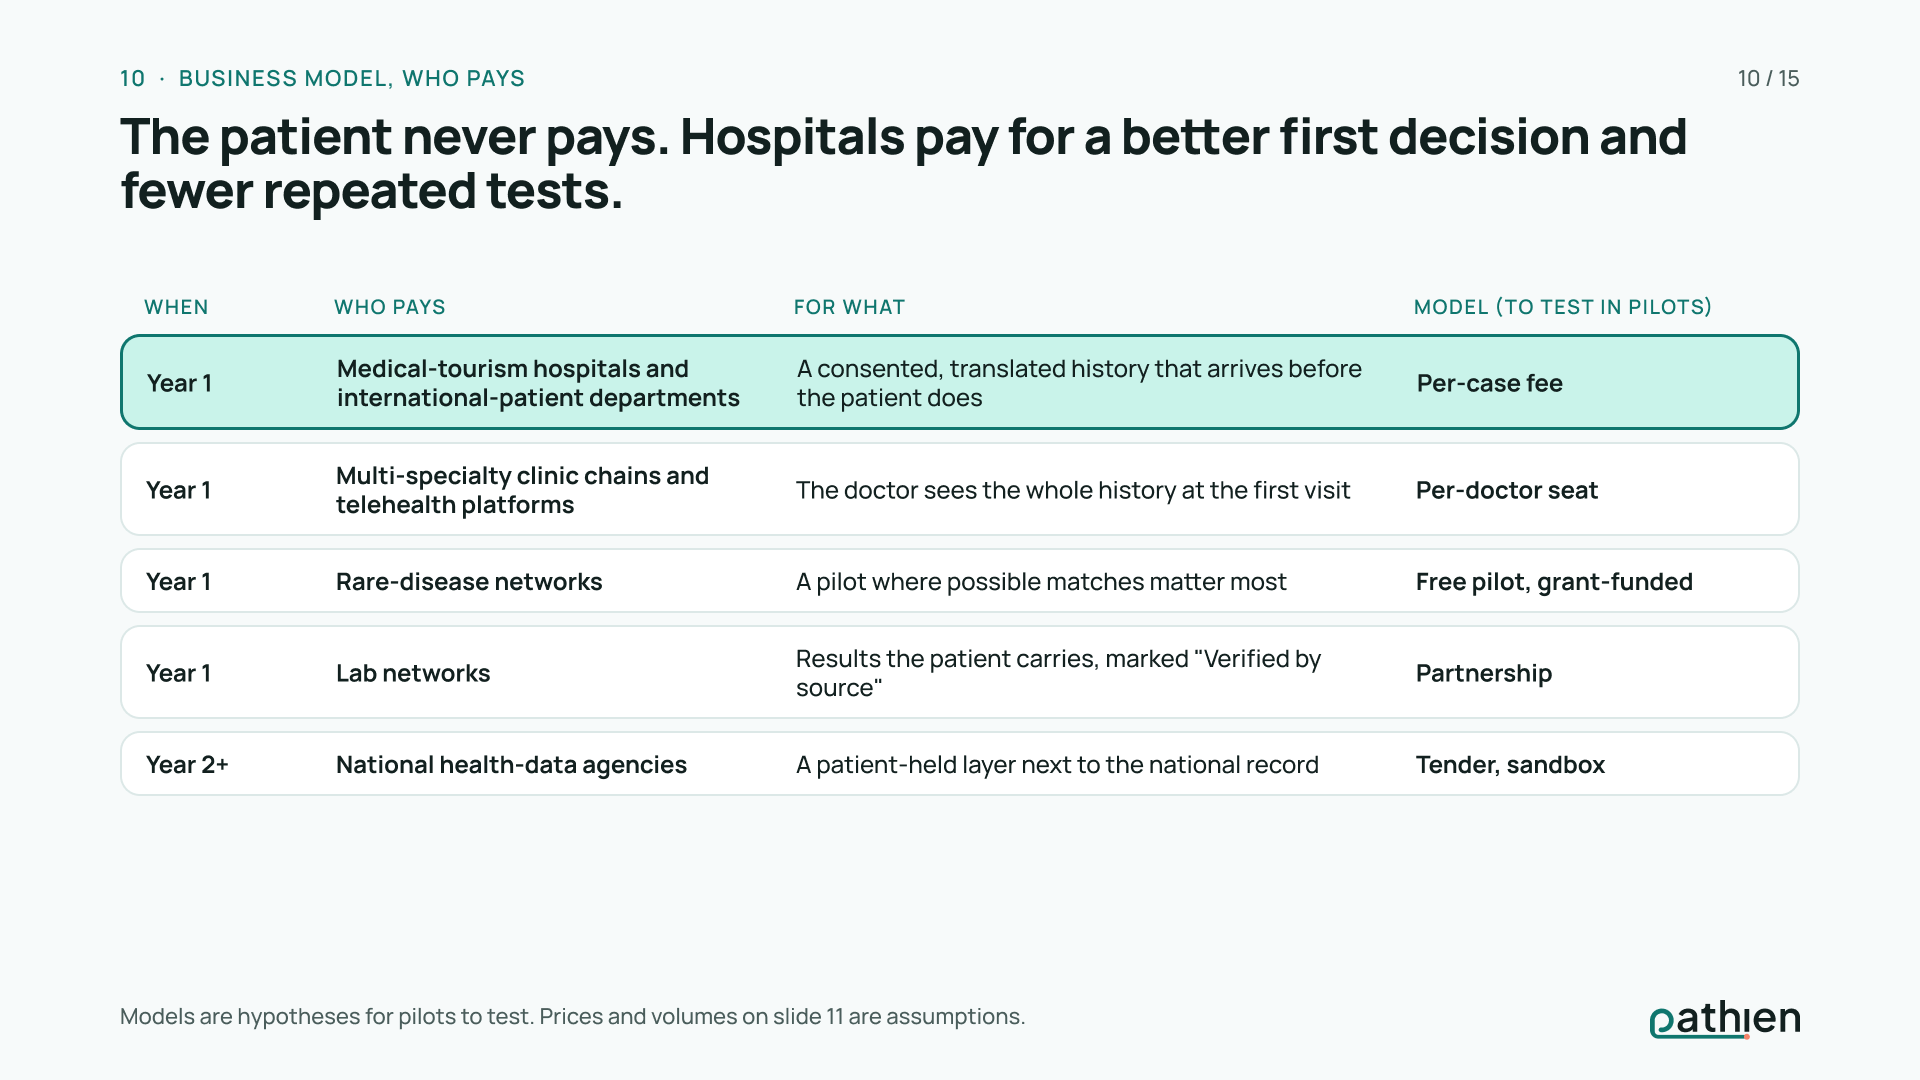 10 · BUSINESS MODEL, WHO PAYS
10 / 15
The patient never pays. Hospitals pay for a better first decision and
fewer repeated tests.
WHEN
WHO PAYS
FOR WHAT
MODEL (TO TEST IN PILOTS)
Year 1
Medical-tourism hospitals and
international-patient departments
A consented, translated history that arrives before
the patient does
Per-case fee
Year 1
Multi-specialty clinic chains and
telehealth platforms
The doctor sees the whole history at the first visit
Per-doctor seat
Year 1
Rare-disease networks
A pilot where possible matches matter most
Free pilot, grant-funded
Year 1
Lab networks
Results the patient carries, marked "Verified by
source"
Partnership
Year 2+
National health-data agencies
A patient-held layer next to the national record
Tender, sandbox
Models are hypotheses for pilots to test. Prices and volumes on slide 11 are assumptions.
pathien